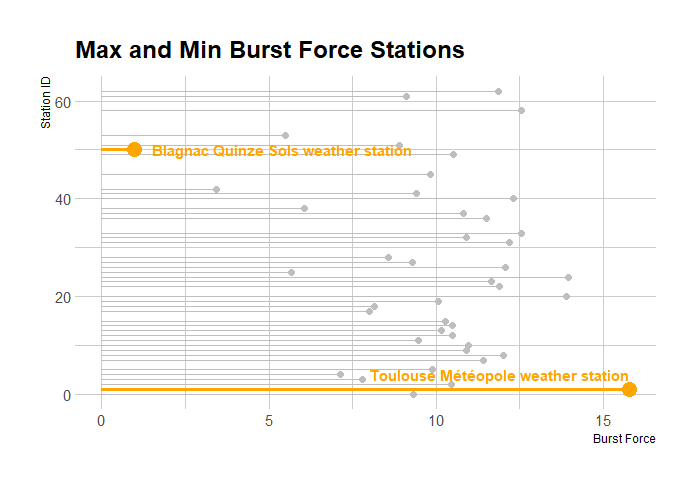 Max and Min Burst Force Stations
Station ID
60
Blagnac Quinze Sols weather station
40
20
Toulouse Météopole weather station
0
0 5 10 15
Burst Force